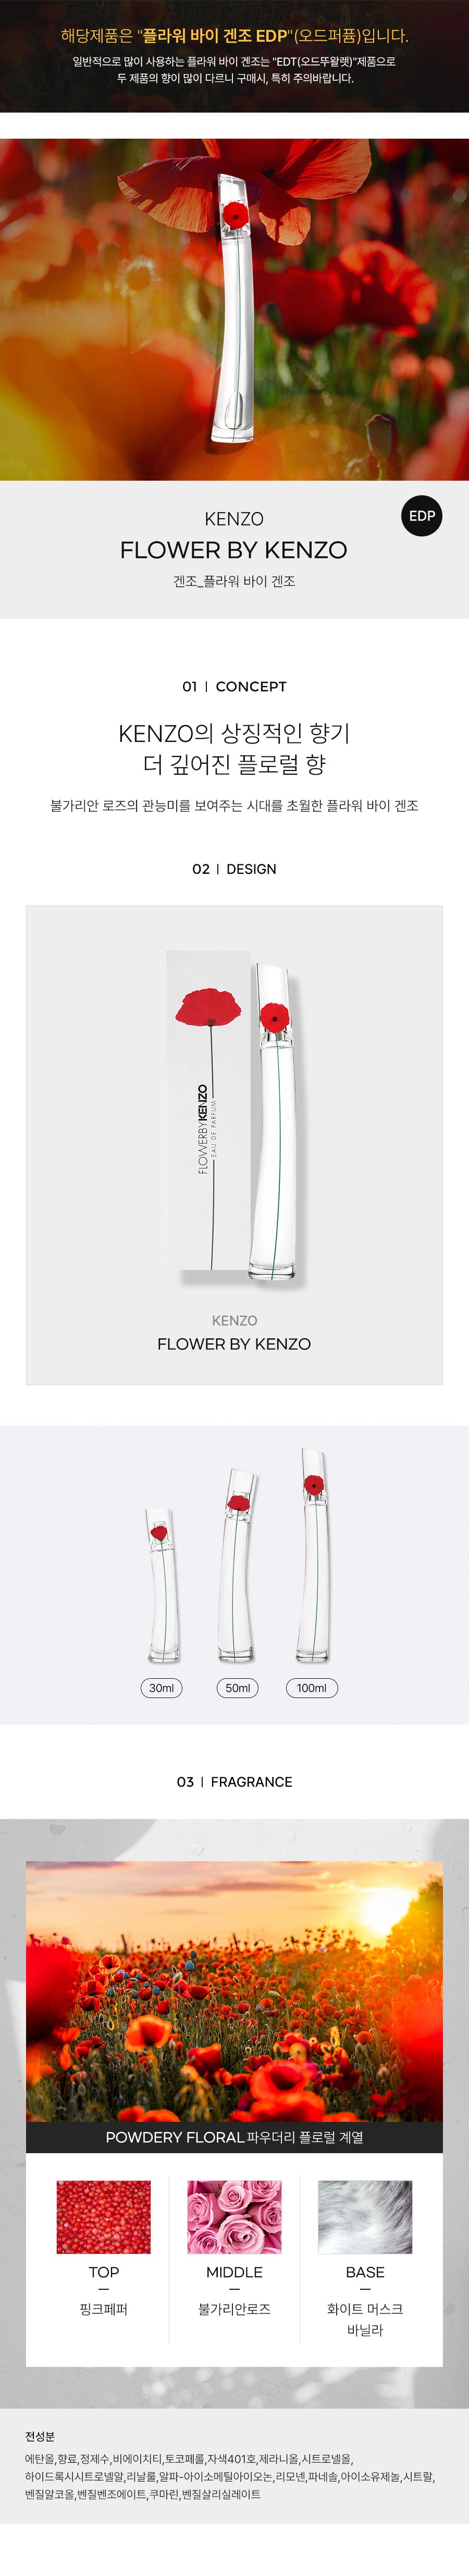 해당제품은 "플라워 바이 겐조 EDP"(오드퍼퓸)입니다.
일반적으로 많이 사용하는 플라워 바이 겐조는 "EDT(오드뚜왈렛)"제품으로
두 제품의 향이 많이 다르니 구매시, 특히 주의바랍니다.
EDP
KENZO
FLOWER BY KENZO
겐조_플라워 바이 겐조
01 | CONCEPT
KENZO의 상징적인 향기
더 깊어진 플로럴 향
불가리안 로즈의 관능미를 보여주는 시대를 초월한 플라워 바이 겐조
02 | DESIGN
FLOWERBYKENZO
EAU DE PARFUM
KENZO
FLOWER BY KENZO
30ml
50ml
100ml
03 | FRAGRANCE
POWDERY FLORAL 파우더리 플로럴 계열
TOP
핑크페퍼
MIDDLE
불가리안로즈
BASE
화이트 머스크
바닐라
전성분
에탄올,향료,정제수,비에이치티,토코페롤,자색401호,제라니올,시트로넬올,
하이드록시시트로넬알,리날룰,알파-아이소메틸아이오논,리모넨,파네솔,아이소유제놀,시트랄,
벤질알코올,벤질벤조에이트,쿠마린,벤질살리실레이트